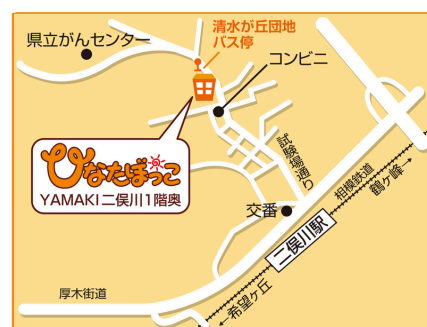 清水が丘団地
バス停
県立がんセンター
コンビニ
ひなたぼっこ
YAMAKI二俣川1階奥
試験場通り
交番
相模鉄道
鶴ヶ峰
二俣川駅
厚木街道
希望ヶ丘